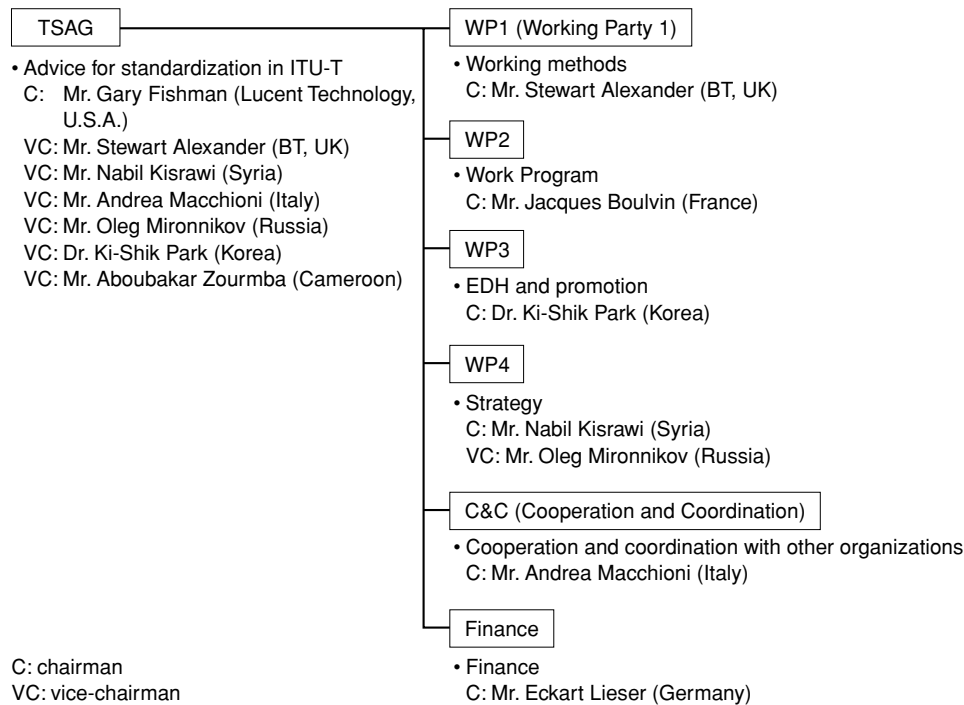 TSAG
• Advice for standardization in ITU-T
C: Mr. Gary Fishman (Lucent Technology,
U.S.A.)
VC: Mr. Stewart Alexander (BT, UK)
VC: Mr. Nabil Kisrawi (Syria)
VC: Mr. Andrea Macchioni (Italy)
VC: Mr. Oleg Mironnikov (Russia)
VC: Dr. Ki-Shik Park (Korea)
VC: Mr. Aboubakar Zourmba (Cameroon)
WP1 (Working Party 1)
• Working methods
C: Mr. Stewart Alexander (BT, UK)
WP2
• Work Program
C: Mr. Jacques Boulvin (France)
WP3
• EDH and promotion
C: Dr. Ki-Shik Park (Korea)
WP4
• Strategy
C: Mr. Nabil Kisrawi (Syria)
VC: Mr. Oleg Mironnikov (Russia)
C&C (Cooperation and Coordination)
• Cooperation and coordination with other organizations
C: Mr. Andrea Macchioni (Italy)
Finance
• Finance
C: Mr. Eckart Lieser (Germany)
C: chairman
VC: vice-chairman